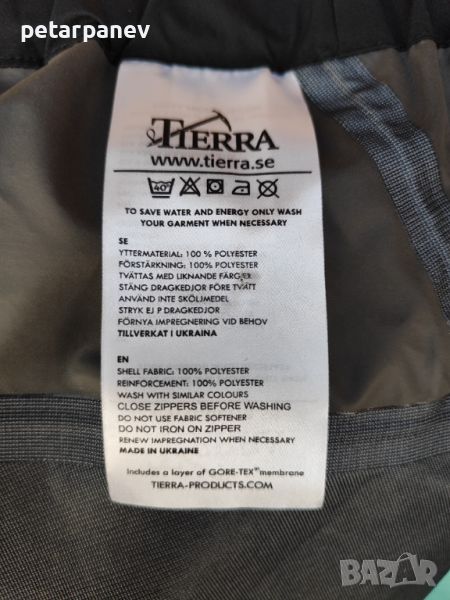 petarpanev
TIERRA
www.tierra.se
40°
TO SAVE WATER AND ENERGY ONLY WASH
YOUR GARMENT WHEN NECESSARY
SE
YTTERMATERIAL: 100 % POLYESTER
FÖRSTÄRKNING: 100% POLYESTER
TVÄTTAS MED LIKNANDE FÄRGER
STÄNG DRAGKEDJOR FÖRE TVÄTT
ANVÄND INTE SKÖLJMEDEL
STRYK EJ P DRAGKEDJOR
FÖRNYA IMPREGNERING VID BEHOV
TILLVERKAT I UKRAINA
EN
SHELL FABRIC: 100% POLYESTER
REINFORCEMENT: 100% POLYESTER
WASH WITH SIMILAR COLOURS
CLOSE ZIPPERS BEFORE WASHING
DO NOT USE FABRIC SOFTENER
DO NOT IRON ON ZIPPER
RENEW IMPREGNATION WHEN NECESSARY
MADE IN UKRAINE
Includes a layer of GORE-TEX® membrane
TIERRA-PRODUCTS.COM
BAZAR
bg
petarpanev